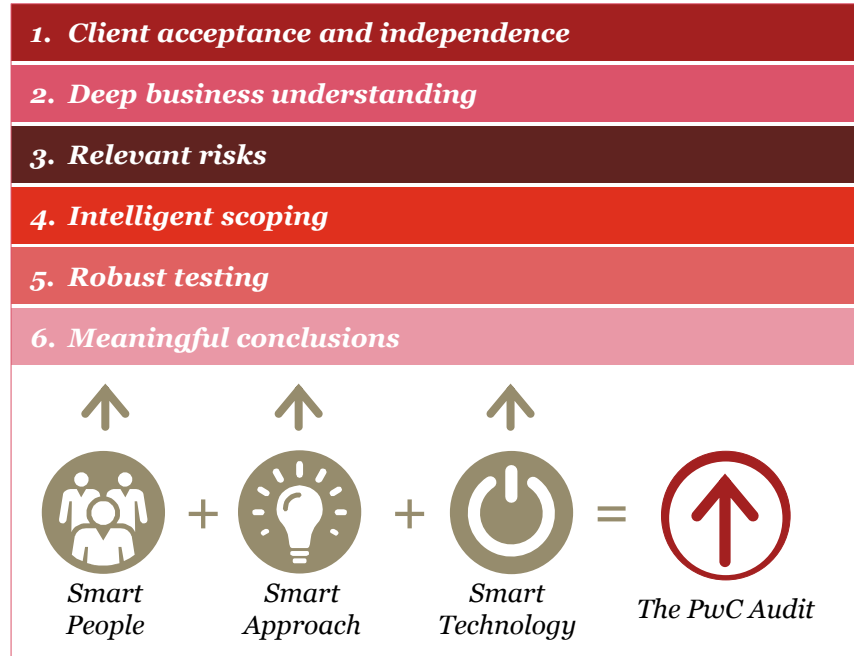 1. Client acceptance and independence
2. Deep business understanding
3. Relevant risks
4. Intelligent scoping
5. Robust testing
6. Meaningful conclusions
+ + =
Smart
People
Smart
Approach
Smart
Technology
The PwC Audit